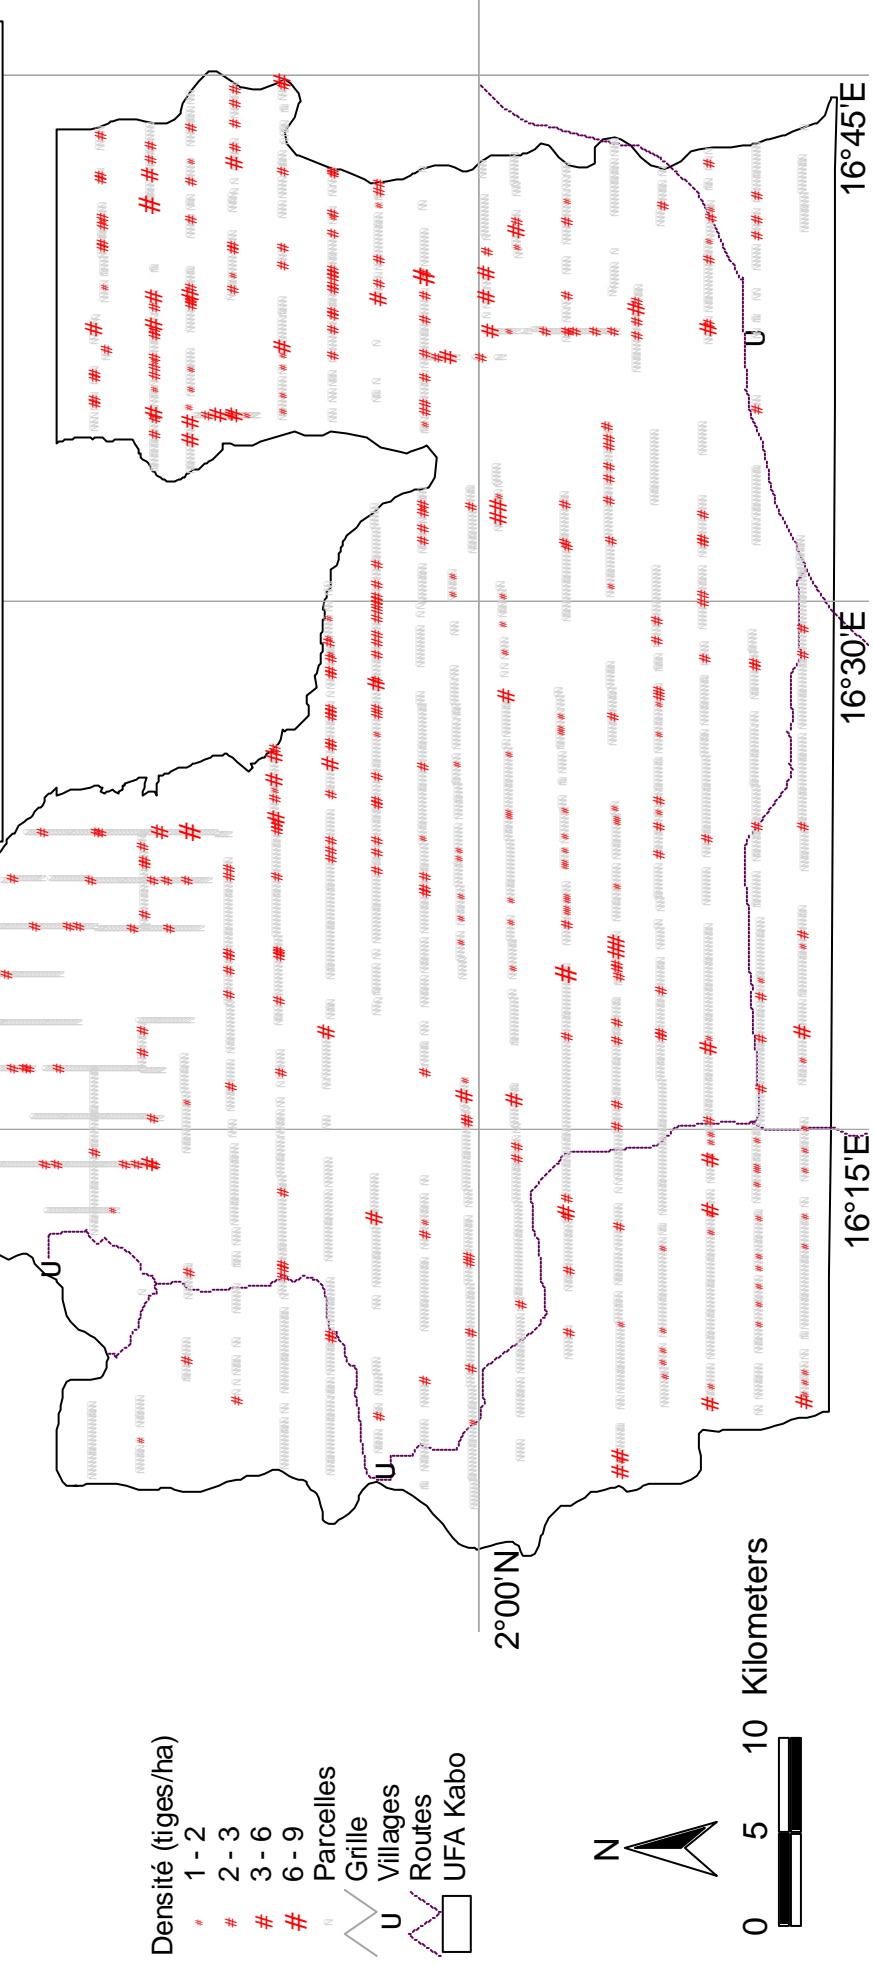 Densité (tiges/ha)
1 - 2
2 - 3
3 - 6
6 - 9
Parcelles
Grille
Villages
Routes
UFA Kabo
N
0 5 10 Kilometers
2°00'N
16°15'E
16°30'E
16°45'E